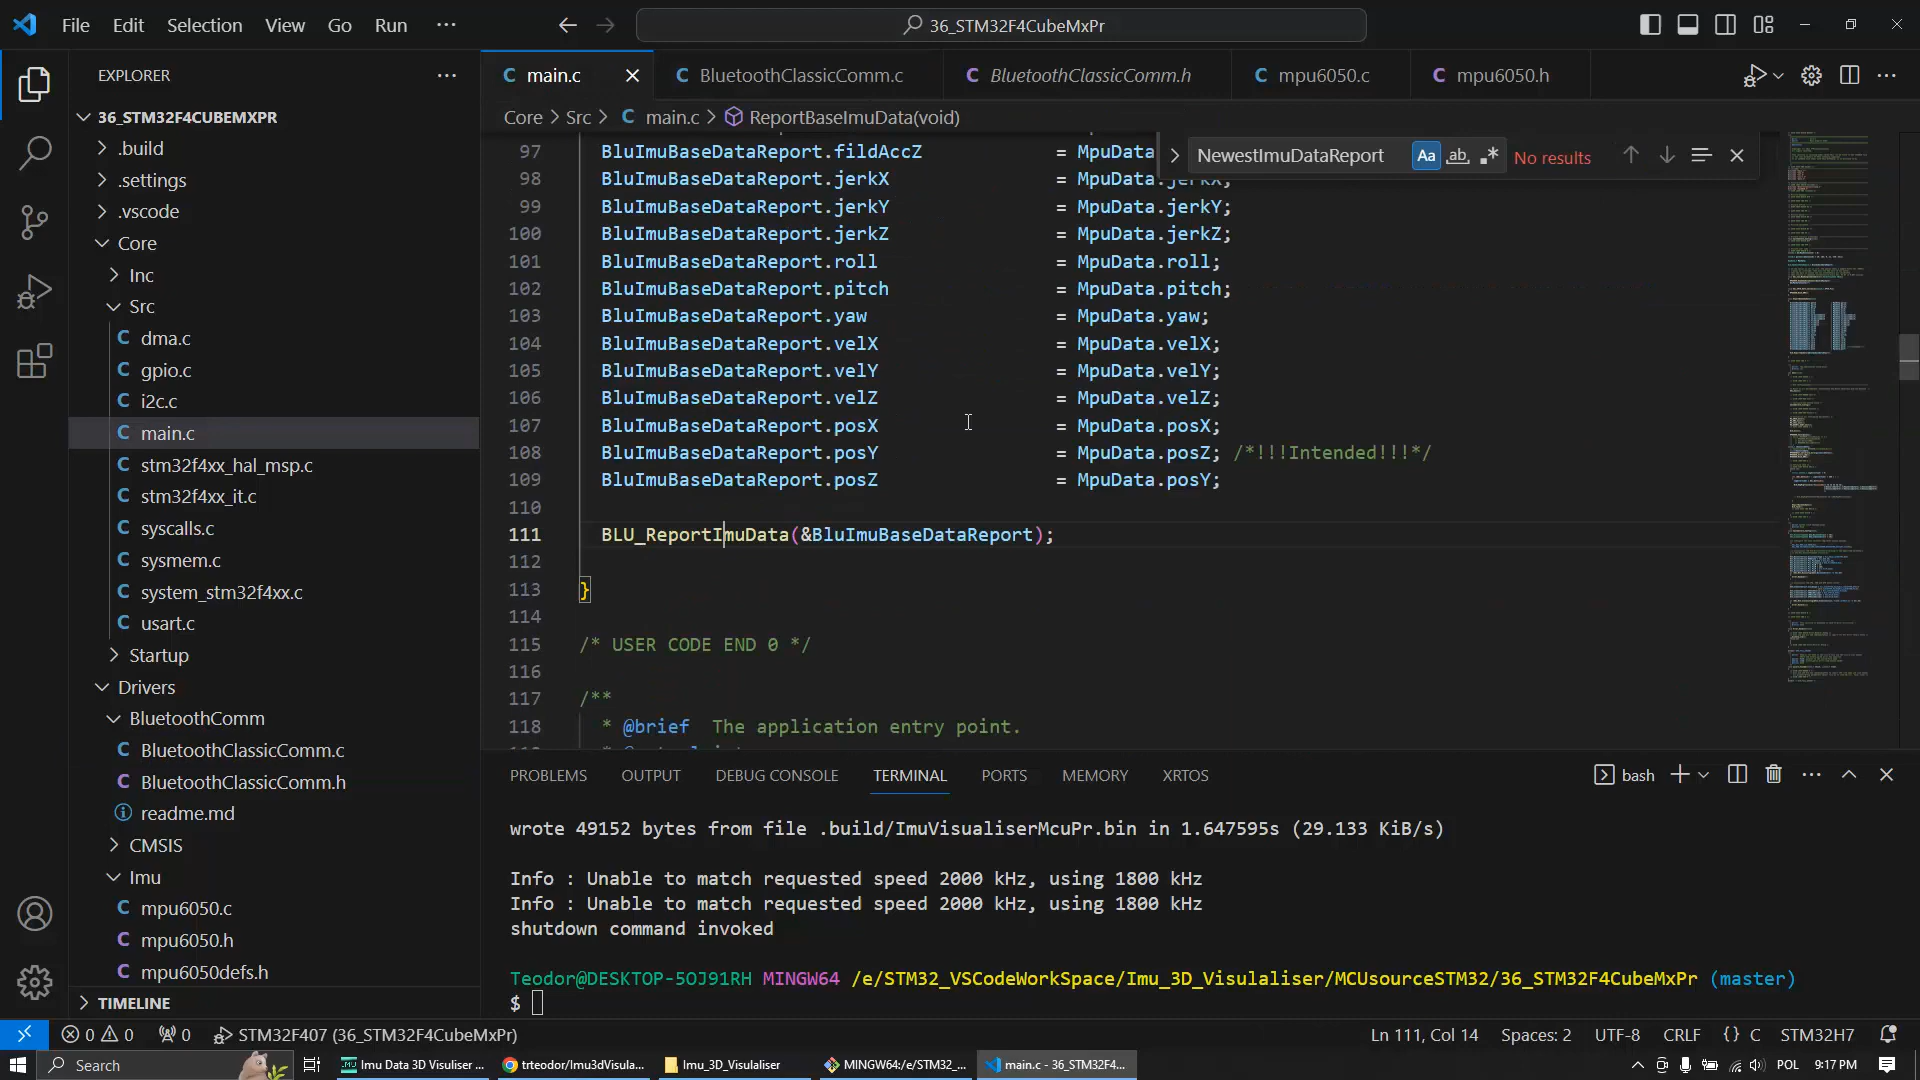 File Edit Selection View Go Run ···
36_STM32F4CubeMxPr
EXPLORER
main.c
BluetoothClassicComm.c
BluetoothClassicComm.h
mpu6050.c
mpu6050.h
Core > Src > C main.c > ReportBaseImuData(void)
NewestImuDataReport Aa ab No results
36_STM32F4CUBEMXPR
.build
.settings
.vscode
Core
Inc
Src
dma.c
gpio.c
i2c.c
main.c
stm32f4xx_hal_msp.c
stm32f4xx_it.c
syscalls.c
sysmem.c
system_stm32f4xx.c
usart.c
Startup
Drivers
BluetoothComm
BluetoothClassicComm.c
BluetoothClassicComm.h
readme.md
CMSIS
Imu
mpu6050.c
mpu6050.h
mpu6050defs.h
TIMELINE
97 BluImuBaseDataReport.fildAccZ = MpuData
98 BluImuBaseDataReport.jerkX = MpuData.jerkX;
99 BluImuBaseDataReport.jerkY = MpuData.jerkY;
100 BluImuBaseDataReport.jerkZ = MpuData.jerkZ;
101 BluImuBaseDataReport.roll = MpuData.roll;
102 BluImuBaseDataReport.pitch = MpuData.pitch;
103 BluImuBaseDataReport.yaw = MpuData.yaw;
104 BluImuBaseDataReport.velX = MpuData.velX;
105 BluImuBaseDataReport.velY = MpuData.velY;
106 BluImuBaseDataReport.velZ = MpuData.velZ;
107 BluImuBaseDataReport.posX = MpuData.posX;
108 BluImuBaseDataReport.posY = MpuData.posZ; /*!!!Intended!!!*/
109 BluImuBaseDataReport.posZ = MpuData.posY;
110
111 BLU_ReportImuData(&BluImuBaseDataReport);
112
113 }
114
115 /* USER CODE END 0 */
116
117 /**
118 * @brief The application entry point.
PROBLEMS OUTPUT DEBUG CONSOLE TERMINAL PORTS MEMORY XRTOS
bash
wrote 49152 bytes from file .build/ImuVisualiserMcuPr.bin in 1.647595s (29.133 KiB/s)
Info : Unable to match requested speed 2000 kHz, using 1800 kHz
Info : Unable to match requested speed 2000 kHz, using 1800 kHz
shutdown command invoked
Teodor@DESKTOP-5OJ91RH MINGW64 /e/STM32_VSCodeWorkSpace/Imu_3D_Visulaliser/MCUsourceSTM32/36_STM32F4CubeMxPr (master)
$
0 0 0 STM32F407 (36_STM32F4CubeMxPr)
Ln 111, Col 14 Spaces: 2 UTF-8 CRLF {} C STM32H7
Search
Imu Data 3D Visuliser ...
trteodor/Imu3dVisula...
Imu_3D_Visulaliser
MINGW64:/e/STM32_...
main.c - 36_STM32F4...
POL 9:17 PM